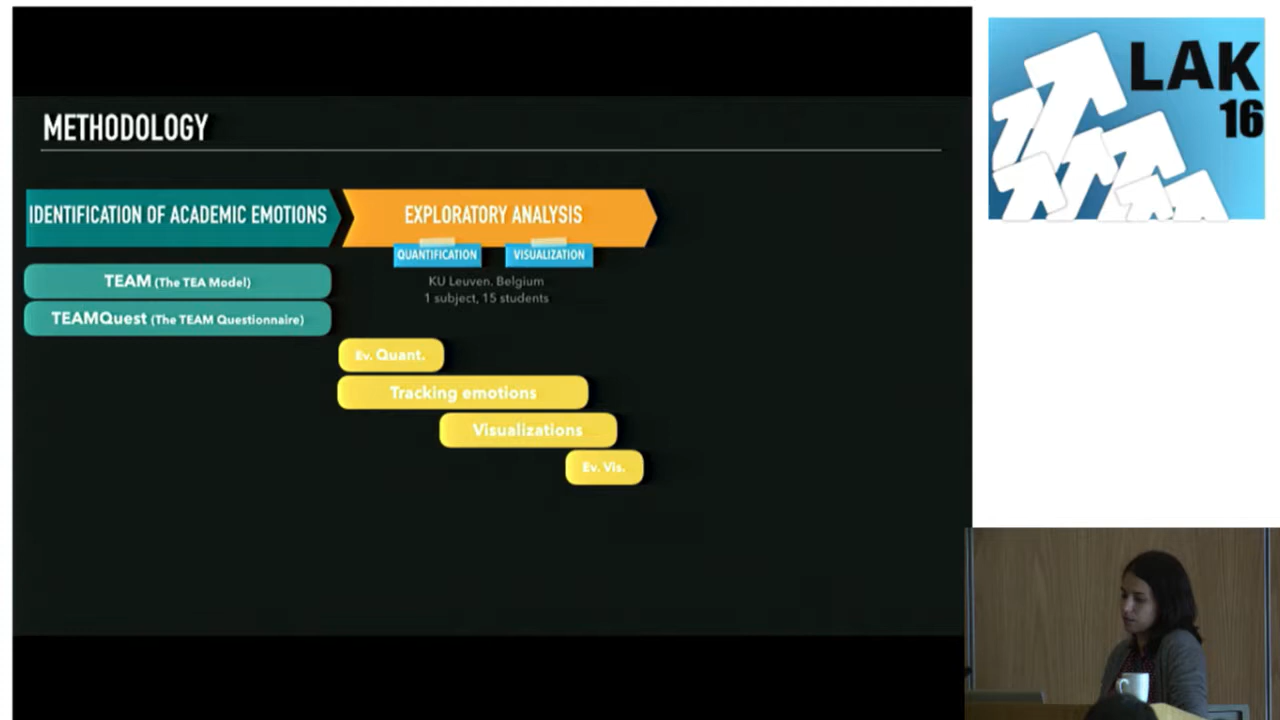 METHODOLOGY
IDENTIFICATION OF ACADEMIC EMOTIONS
EXPLORATORY ANALYSIS
QUANTIFICATION
VISUALIZATION
KU Leuven. Belgium
1 subject, 15 students
TEAM (The TEA Model)
TEAMQuest (The TEAM Questionnaire)
Ev. Quant.
Tracking emotions
Visualizations
Ev. Vis.
LAK
16